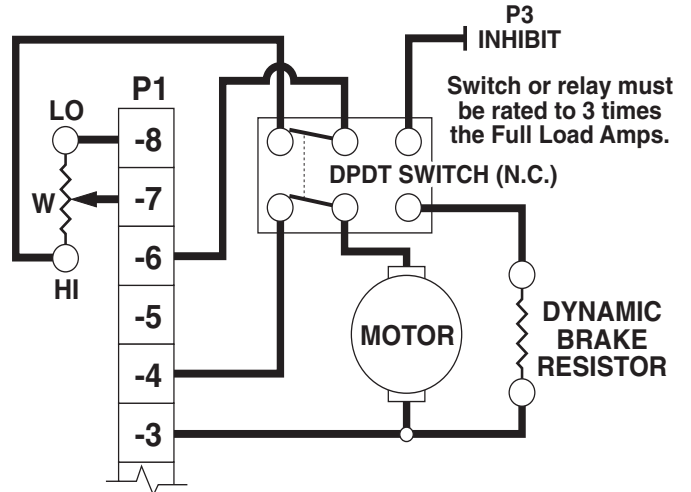 P3
INHIBIT
P1
Switch or relay must
be rated to 3 times
the Full Load Amps.
LO
-8
DPDT SWITCH (N.C.)
W
-7
-6
HI
-5
MOTOR
DYNAMIC
BRAKE
RESISTOR
-4
-3